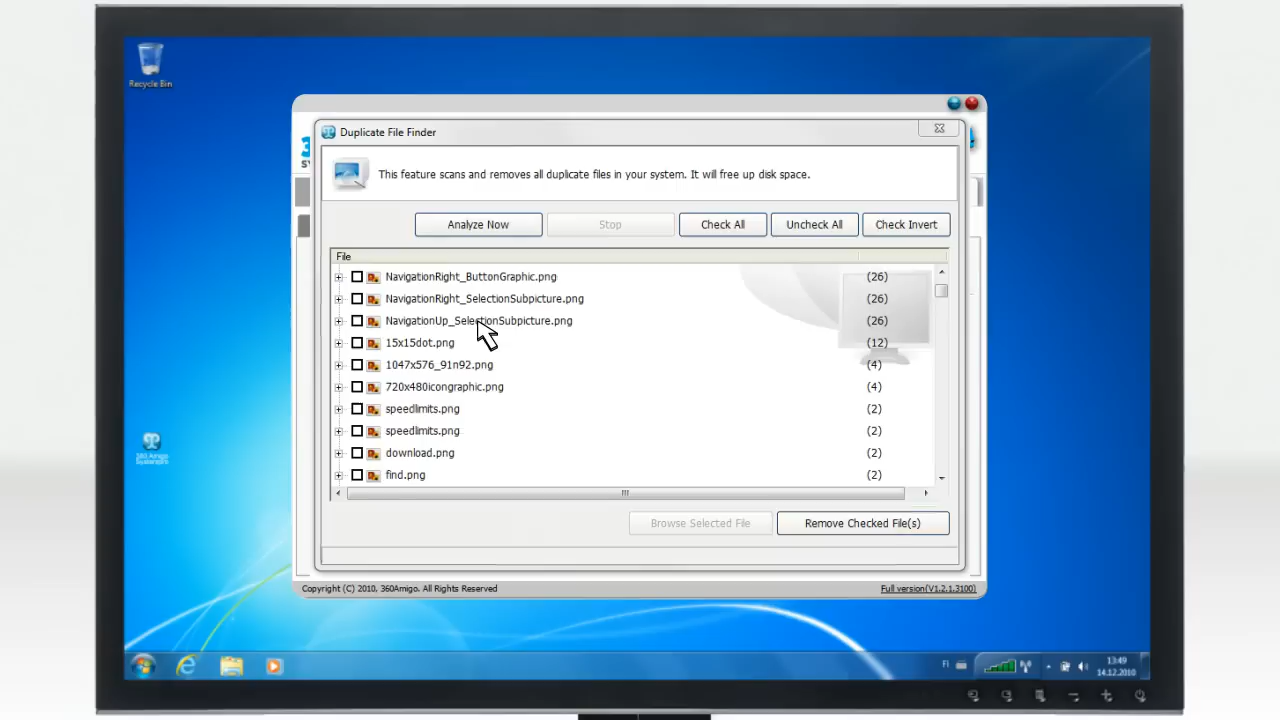 Recycle Bin
Duplicate File Finder
This feature scans and removes all duplicate files in your system. It will free up disk space.
Analyze Now Stop Check All Uncheck All Check Invert
File
NavigationRight_ButtonGraphic.png (26)
NavigationRight_SelectionSubpicture.png (26)
NavigationUp_SelectionSubpicture.png (26)
15x15dot.png (12)
1047x576_91n92.png (4)
720x480icongraphic.png (4)
speedlimits.png (2)
speedlimits.png (2)
download.png (2)
find.png (2)
360 Amigo
Browse Selected File Remove Checked File(s)
Copyright (C) 2010, 360Amigo. All Rights Reserved Full version(V1.2.1.3100)
FI 13:49
14.12.2010